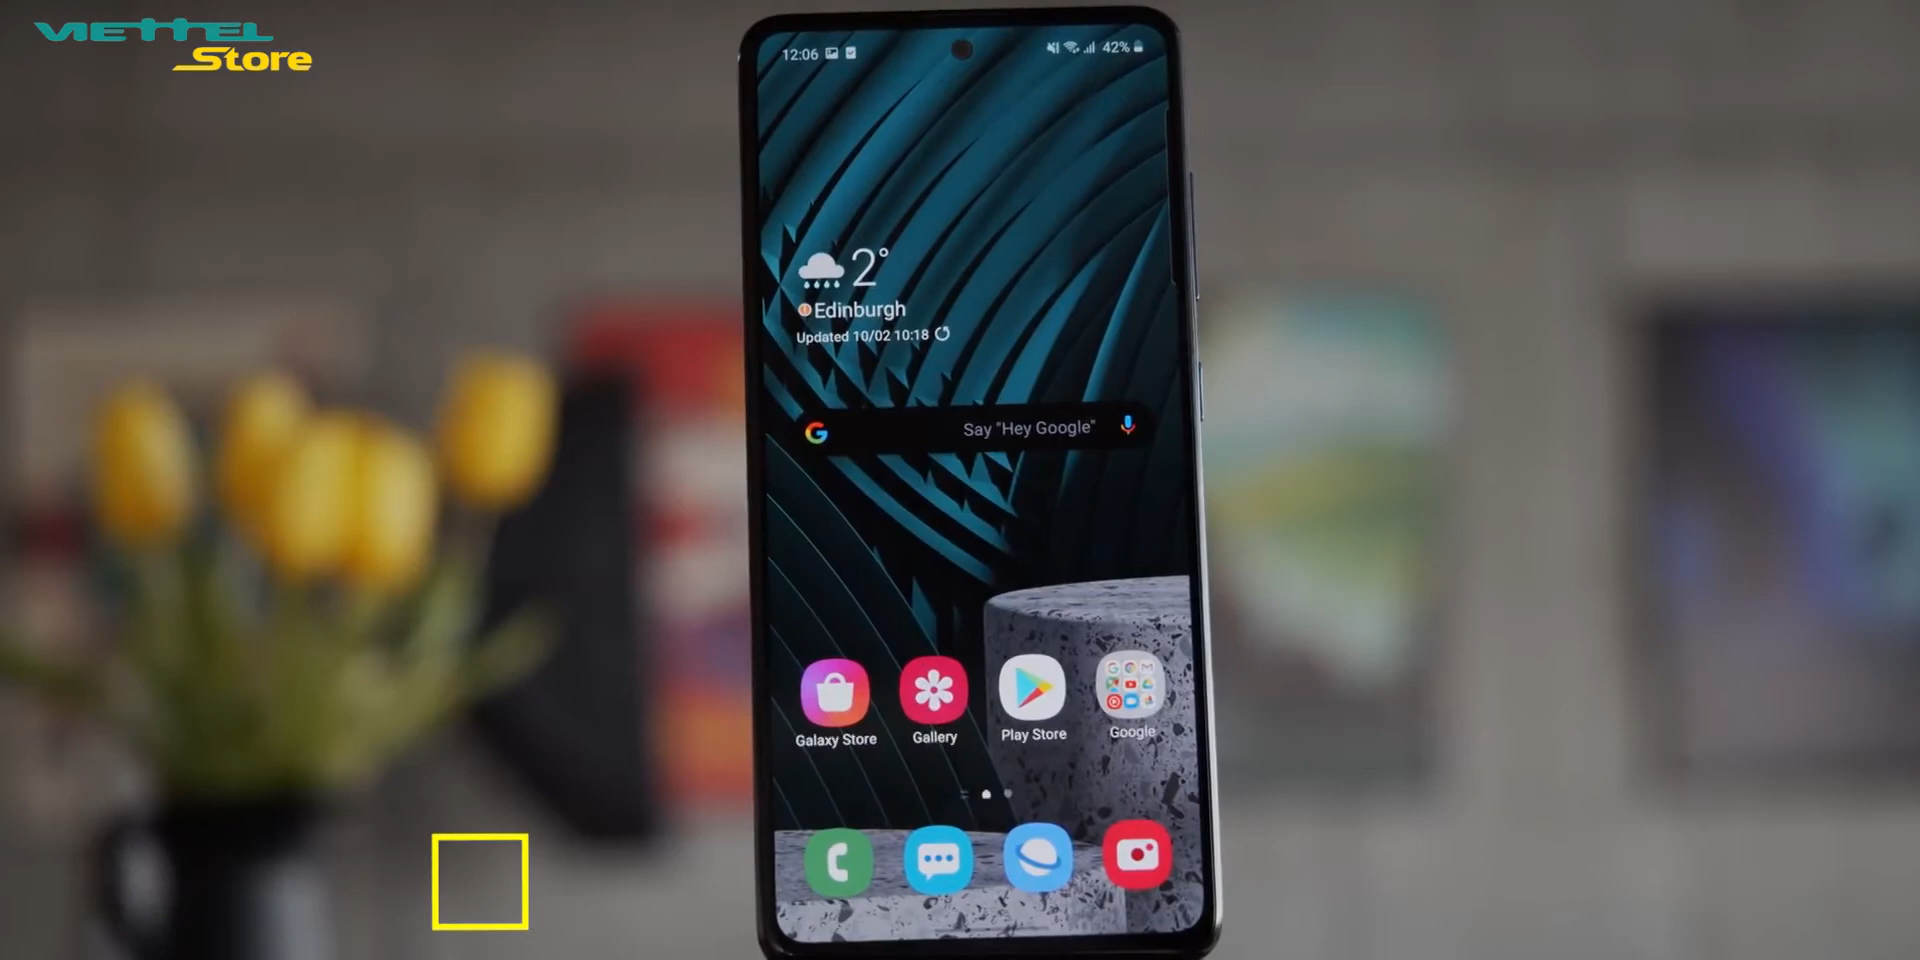 VIETTEL
Store
12:06
42%
2°
Edinburgh
Updated 10/02 10:18
Say "Hey Google"
Galaxy Store
Gallery
Play Store
Google